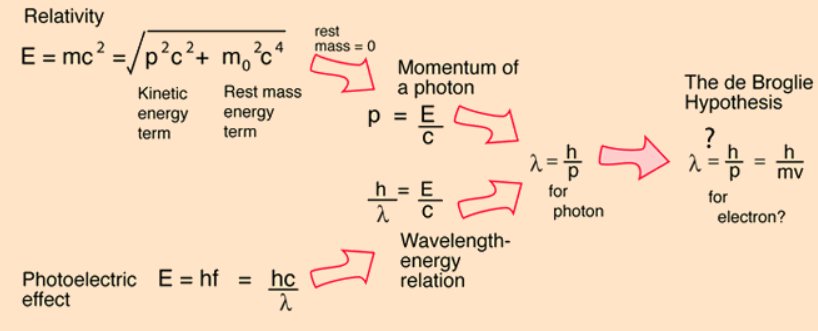 Relativity
E = mc² = √p²c² + m₀²c⁴
Kinetic
energy
term
Rest mass
energy
term
rest
mass = 0
Momentum of
a photon
p = E/c
h/λ = E/c
Wavelength-
energy
relation
Photoelectric
effect
E = hf = hc/λ
λ = h/p
for
photon
The de Broglie
Hypothesis
?
λ = h/p = h/mv
for
electron?